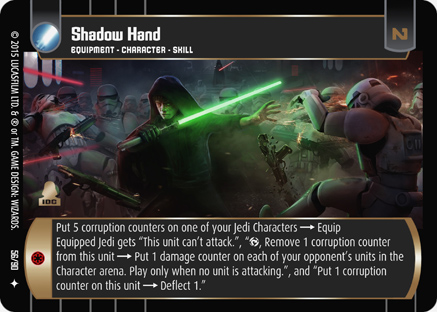 Shadow Hand
EQUIPMENT - CHARACTER - SKILL
N
© 2015 LUCASFILM LTD. & ® or TM. GAME DESIGN: WIZARDS.
56/90
IDC
Put 5 corruption counters on one of your Jedi Characters → Equip
Equipped Jedi gets "This unit can't attack.", ", Remove 1 corruption counter
from this unit → Put 1 damage counter on each of your opponent's units in the
Character arena. Play only when no unit is attacking.", and "Put 1 corruption
counter on this unit → Deflect 1."